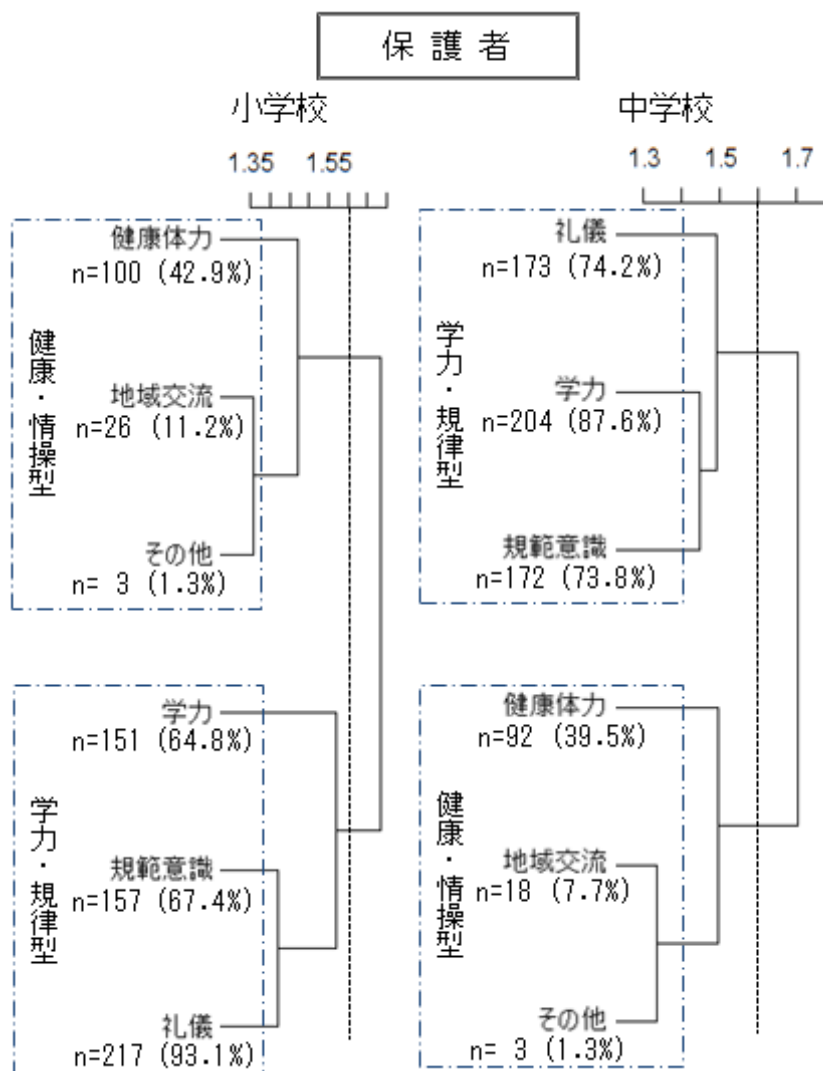 保護者
小学校
1.35 1.55
健康体力
n=100 (42.9%)
地域交流
n=26 (11.2%)
その他
n= 3 (1.3%)
健康・情操型
学力
n=151 (64.8%)
規範意識
n=157 (67.4%)
礼儀
n=217 (93.1%)
学力・規律型
中学校
1.3 1.5 1.7
礼儀
n=173 (74.2%)
学力
n=204 (87.6%)
規範意識
n=172 (73.8%)
学力・規律型
健康体力
n=92 (39.5%)
地域交流
n=18 (7.7%)
その他
n= 3 (1.3%)
健康・情操型